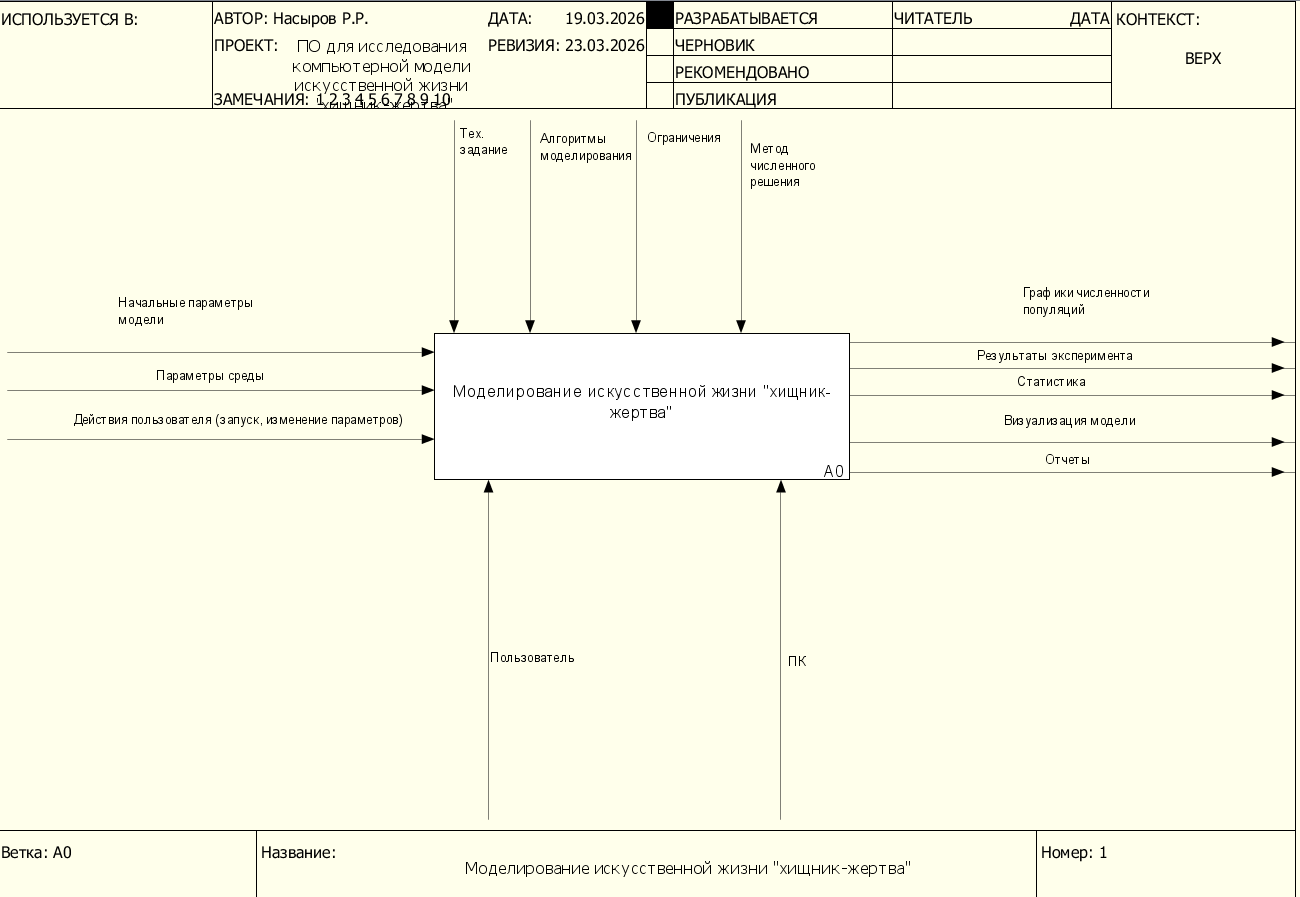 ИСПОЛЬЗУЕТСЯ В:
АВТОР: Насыров Р.Р.
ДАТА: 19.03.2026
ПРОЕКТ: ПО для исследования
компьютерной модели
искусственной жизни
"хищник-жертва"
РЕВИЗИЯ: 23.03.2026
ЗАМЕЧАНИЯ: 1 2 3 4 5 6 7 8 9 10
РАЗРАБАТЫВАЕТСЯ
ЧЕРНОВИК
РЕКОМЕНДОВАНО
ПУБЛИКАЦИЯ
ЧИТАТЕЛЬ ДАТА
КОНТЕКСТ:
ВЕРХ
Тех.
задание
Алгоритмы
моделирования
Ограничения
Метод
численного
решения
Начальные параметры
модели
Параметры среды
Действия пользователя (запуск, изменение параметров)
Моделирование искусственной жизни "хищник-
жертва"
A0
Графики численности
популяций
Результаты эксперимента
Статистика
Визуализация модели
Отчеты
Пользователь
ПК
Ветка: A0
Название:
Моделирование искусственной жизни "хищник-жертва"
Номер: 1